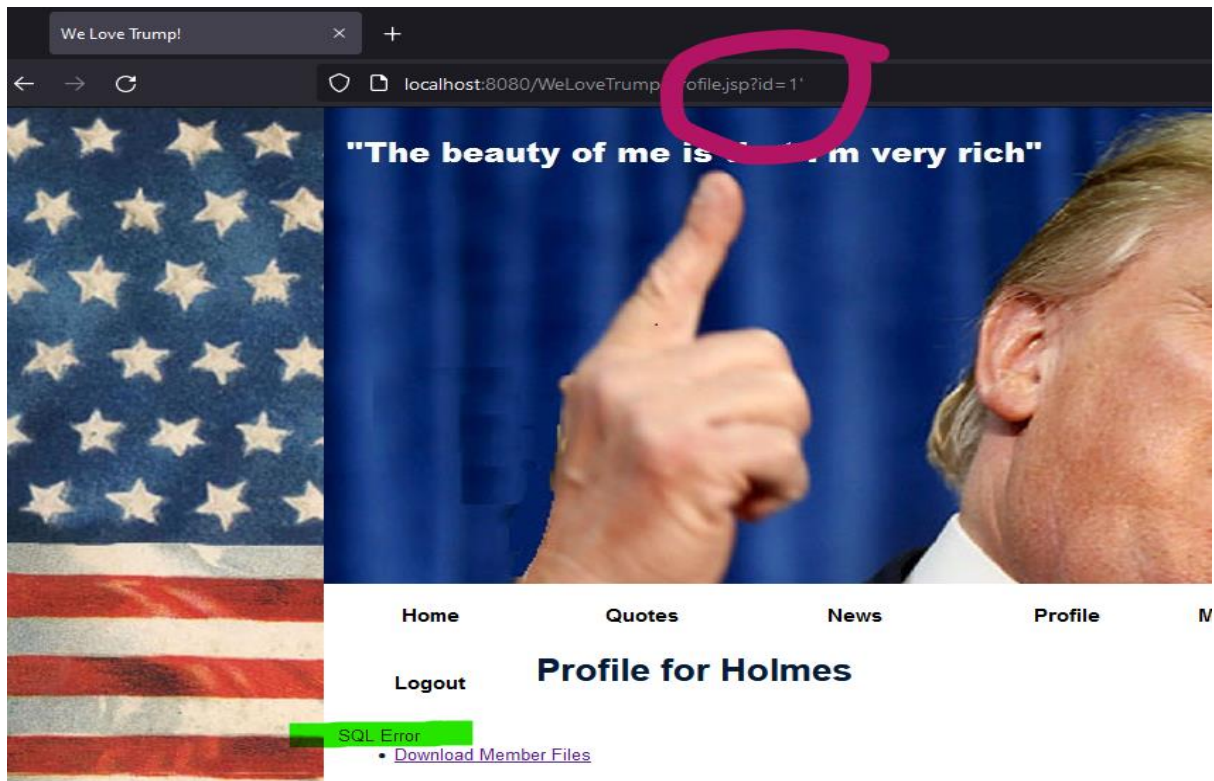 We Love Trump!
localhost:8080/WeLoveTrump ofile.jsp?id=1'
"The beauty of me is m very rich"
Home Quotes News Profile M
Logout
Profile for Holmes
SQL Error
• Download Member Files